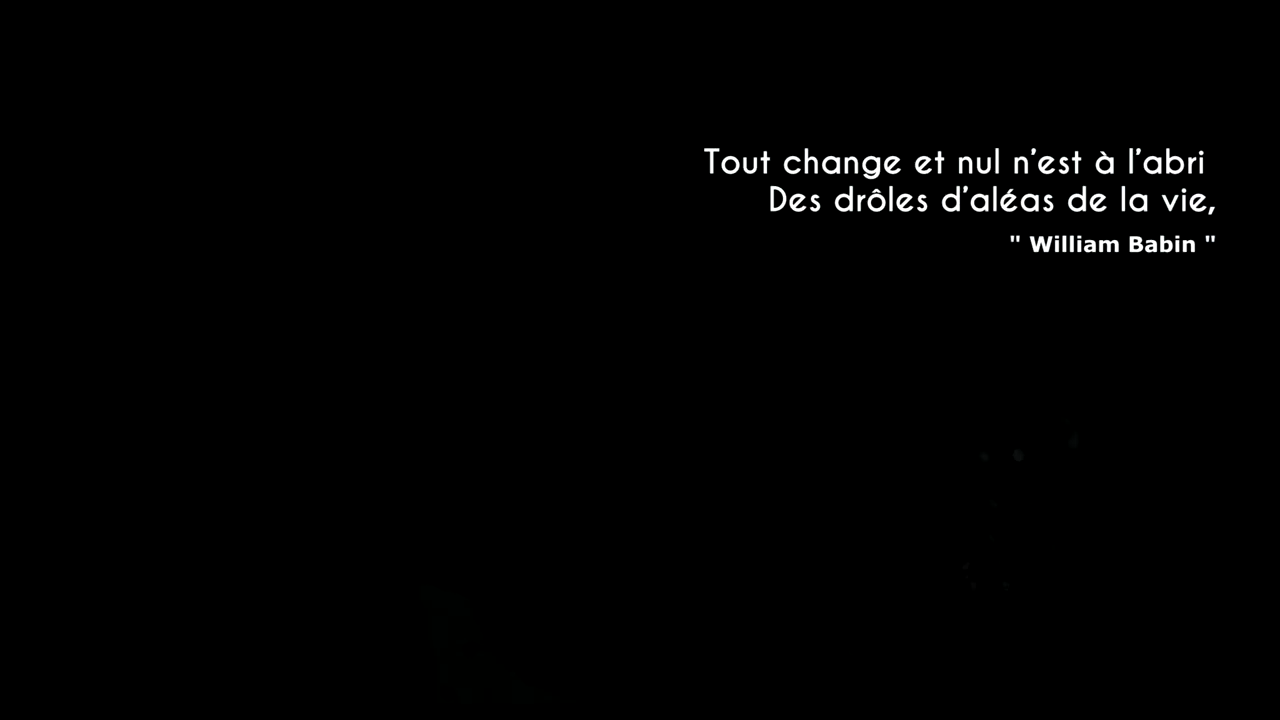 Tout change et nul n’est à l’abri
Des drôles d’aléas de la vie,
" William Babin "